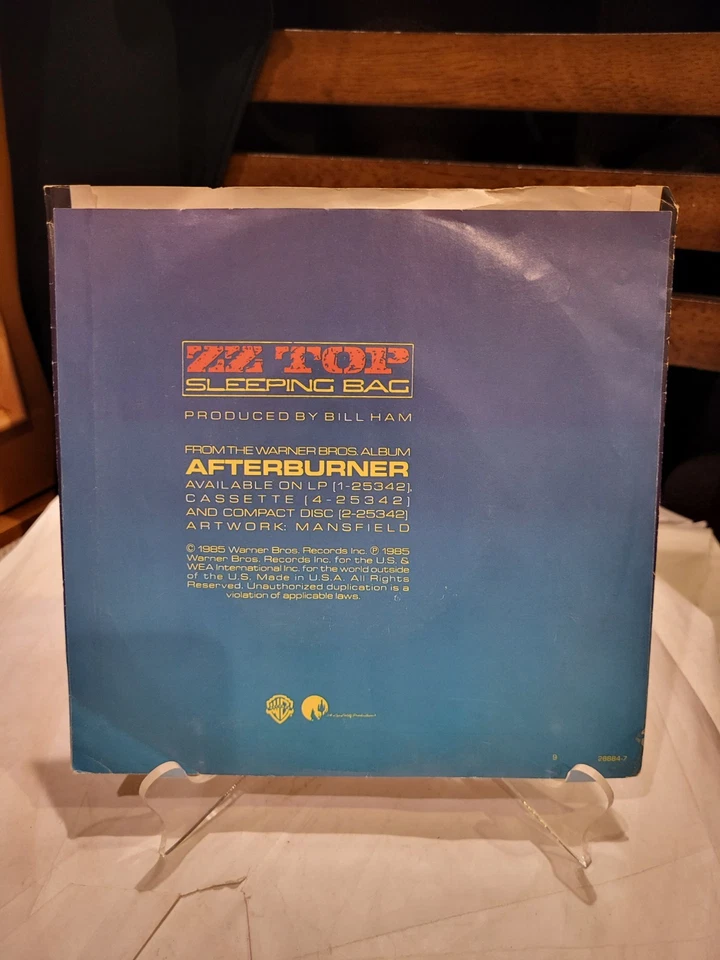 ZZ TOP
SLEEPING BAG
PRODUCED BY BILL HAM
FROM THE WARNER BROS. ALBUM
AFTERBURNER
AVAILABLE ON LP [1-25342],
CASSETTE [4-25342]
AND COMPACT DISC [2-25342]
ARTWORK: MANSFIELD
© 1985 Warner Bros. Records Inc. ℗ 1985
Warner Bros. Records Inc. for the U.S. &
WEA International Inc. for the world outside
of the U.S. Made in U.S.A. All Rights
Reserved. Unauthorized duplication is a
violation of applicable laws.
WB
9 28884-7